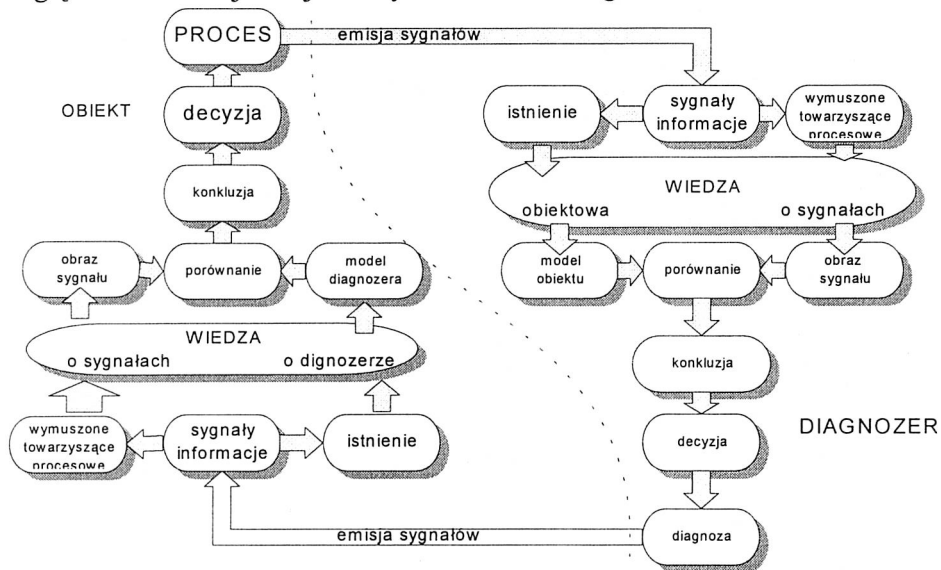 PROCES
emisja sygnałów
OBIEKT
decyzja
istnienie
sygnały
informacje
wymuszone
towarzyszące
procesowe
konkluzja
WIEDZA
obiektowa
o sygnałach
obraz
sygnału
porównanie
model
diagnozera
model
obiektu
porównanie
obraz
sygnału
WIEDZA
o sygnałach
o dignozerze
konkluzja
wymuszone
towarzyszące
procesowe
sygnały
informacje
istnienie
decyzja
DIAGNOZER
emisja sygnałów
diagnoza